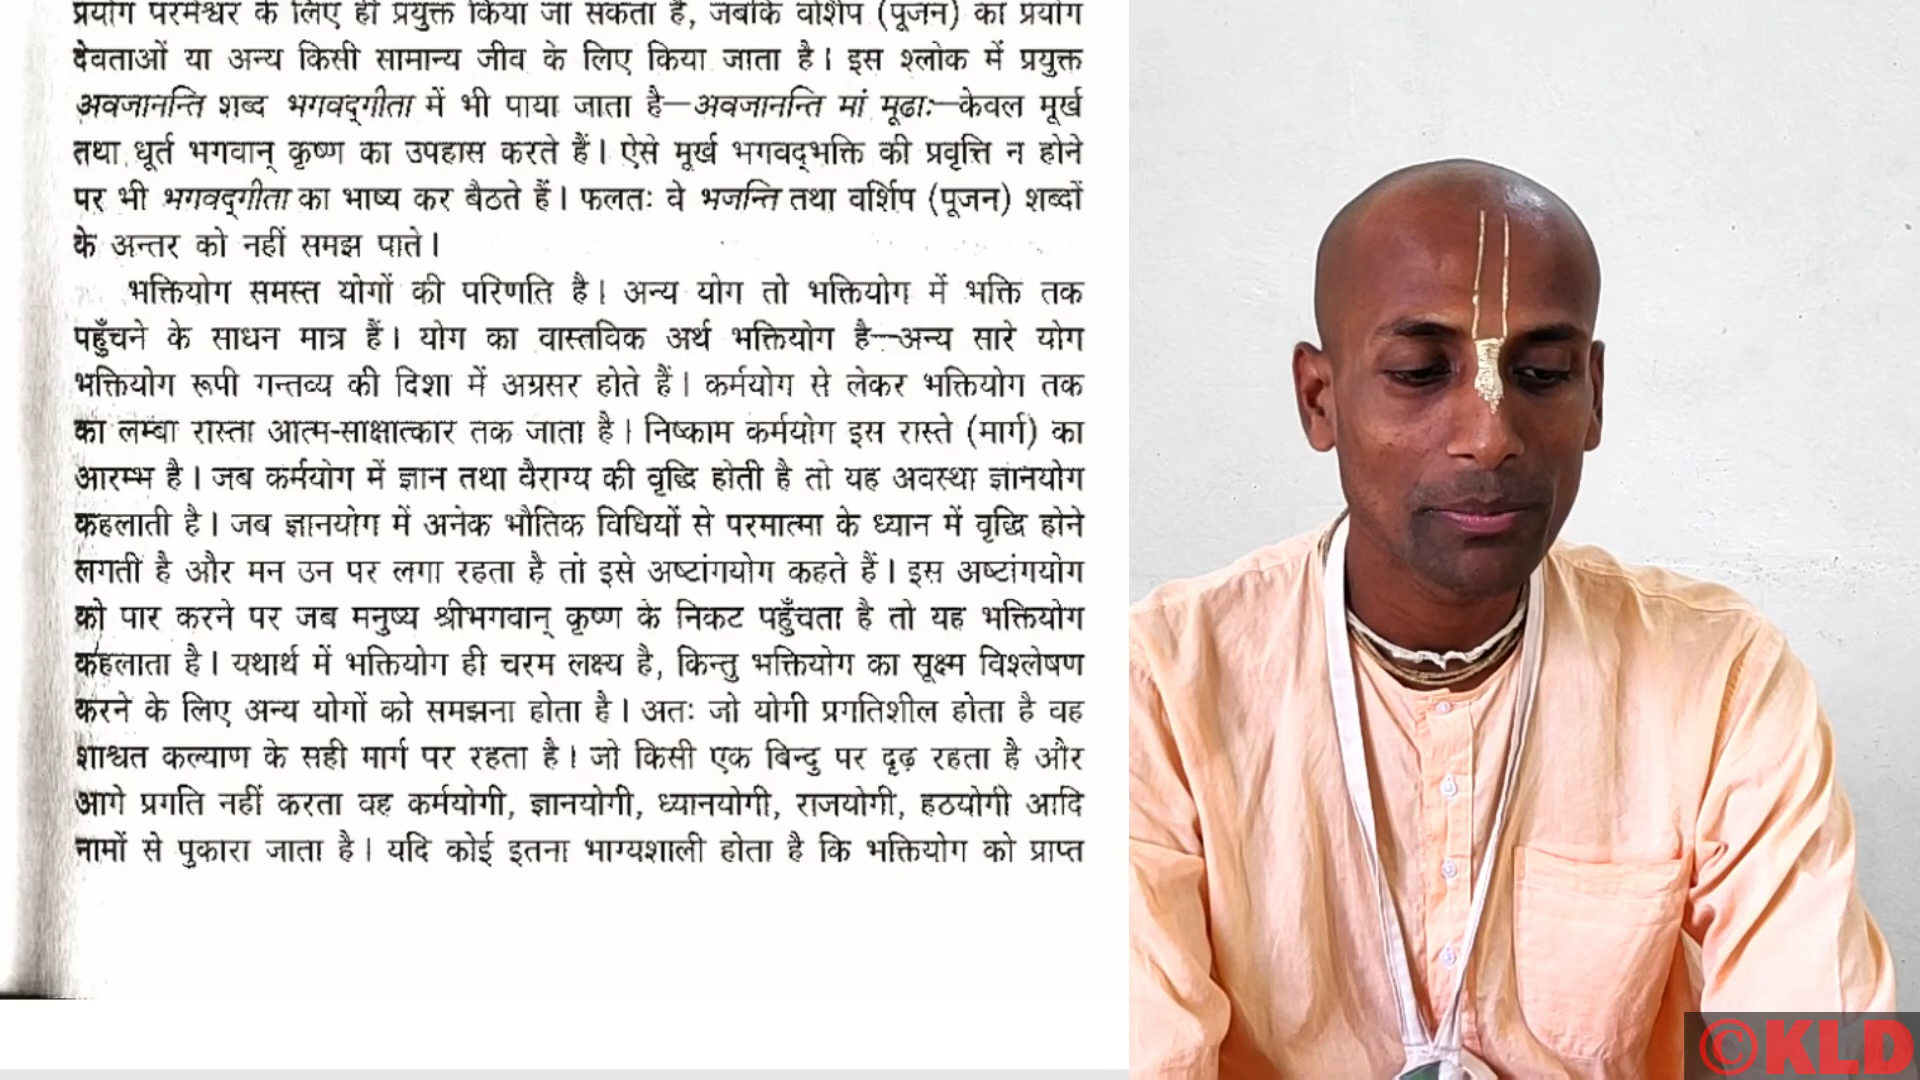 प्रयोग परमेश्वर के लिए ही प्रयुक्त किया जा सकता है, जबकि वर्शिप (पूजन) का प्रयोग
देवताओं या अन्य किसी सामान्य जीव के लिए किया जाता है। इस श्लोक में प्रयुक्त
अवजानन्ति शब्द भगवद्‌गीता में भी पाया जाता है—अवजानन्ति मां मूढाः—केवल मूर्ख
तथा धूर्त भगवान् कृष्ण का उपहास करते हैं। ऐसे मूर्ख भगवद्‌भक्ति की प्रवृत्ति न होने
पर भी भगवद्‌गीता का भाष्य कर बैठते हैं। फलतः वे भजन्ति तथा वर्शिप (पूजन) शब्दों
के अन्तर को नहीं समझ पाते।
भक्तियोग समस्त योगों की परिणति है। अन्य योग तो भक्तियोग में भक्ति तक
पहुँचने के साधन मात्र हैं। योग का वास्तविक अर्थ भक्तियोग है—अन्य सारे योग
भक्तियोग रूपी गन्तव्य की दिशा में अग्रसर होते हैं। कर्मयोग से लेकर भक्तियोग तक
का लम्बा रास्ता आत्म-साक्षात्कार तक जाता है। निष्काम कर्मयोग इस रास्ते (मार्ग) का
आरम्भ है। जब कर्मयोग में ज्ञान तथा वैराग्य की वृद्धि होती है तो यह अवस्था ज्ञानयोग
कहलाती है। जब ज्ञानयोग में अनेक भौतिक विधियों से परमात्मा के ध्यान में वृद्धि होने
लगती है और मन उन पर लगा रहता है तो इसे अष्टांगयोग कहते हैं। इस अष्टांगयोग
को पार करने पर जब मनुष्य श्रीभगवान् कृष्ण के निकट पहुँचता है तो यह भक्तियोग
कहलाता है। यथार्थ में भक्तियोग ही चरम लक्ष्य है, किन्तु भक्तियोग का सूक्ष्म विश्लेषण
करने के लिए अन्य योगों को समझना होता है। अतः जो योगी प्रगतिशील होता है वह
शाश्वत कल्याण के सही मार्ग पर रहता है। जो किसी एक बिन्दु पर दृढ़ रहता है और
आगे प्रगति नहीं करता वह कर्मयोगी, ज्ञानयोगी, ध्यानयोगी, राजयोगी, हठयोगी आदि
नामों से पुकारा जाता है। यदि कोई इतना भाग्यशाली होता है कि भक्तियोग को प्राप्त
©KLD